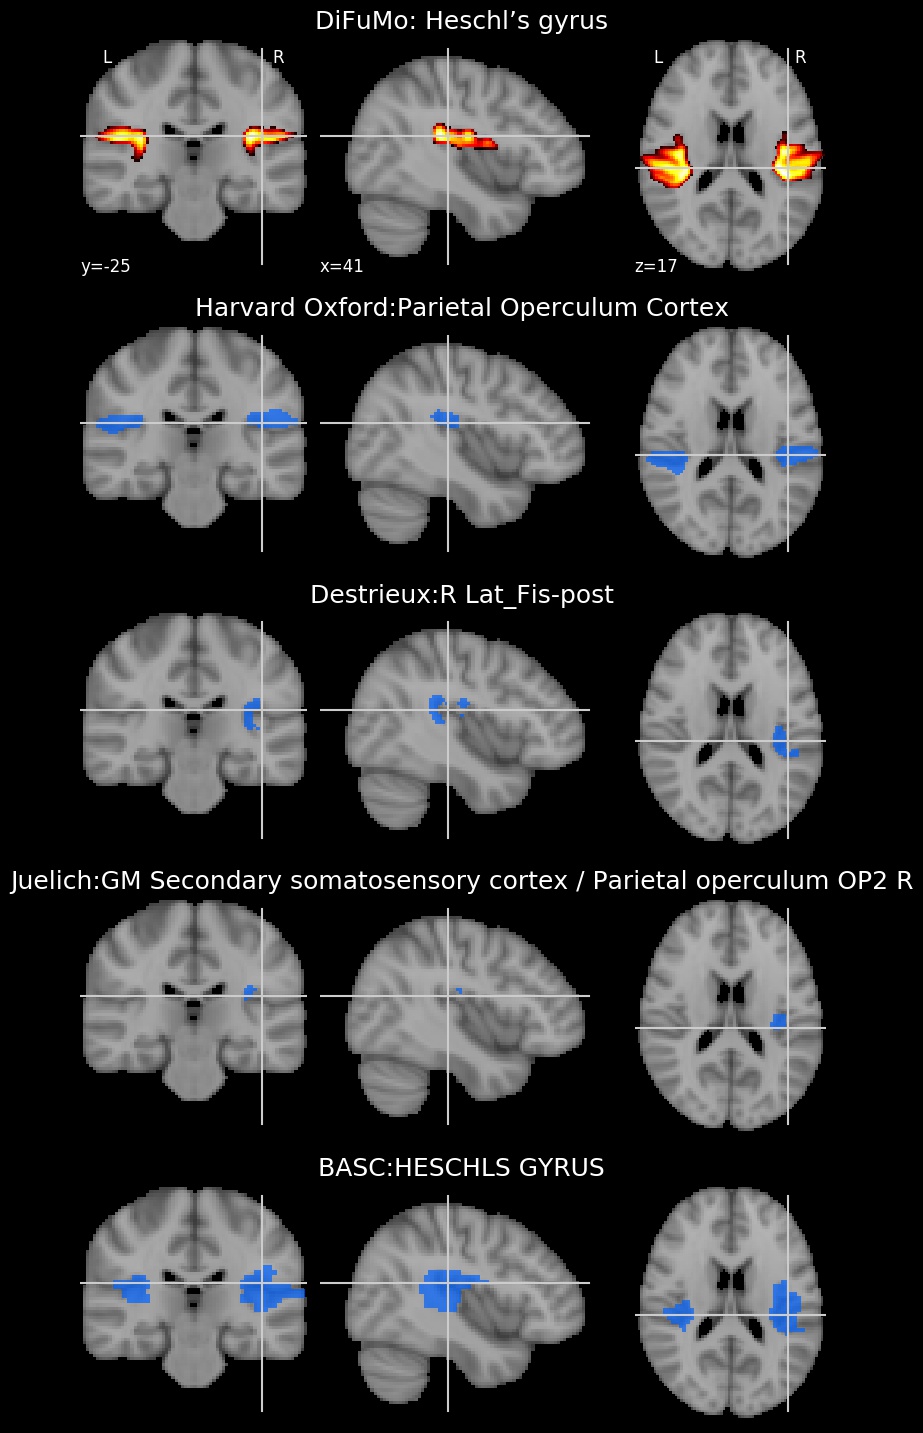 DiFuMo: Heschl’s gyrus
L R L R
y=-25 x=41 z=17
Harvard Oxford:Parietal Operculum Cortex
Destrieux:R Lat_Fis-post
Juelich:GM Secondary somatosensory cortex / Parietal operculum OP2 R
BASC:HESCHLS GYRUS